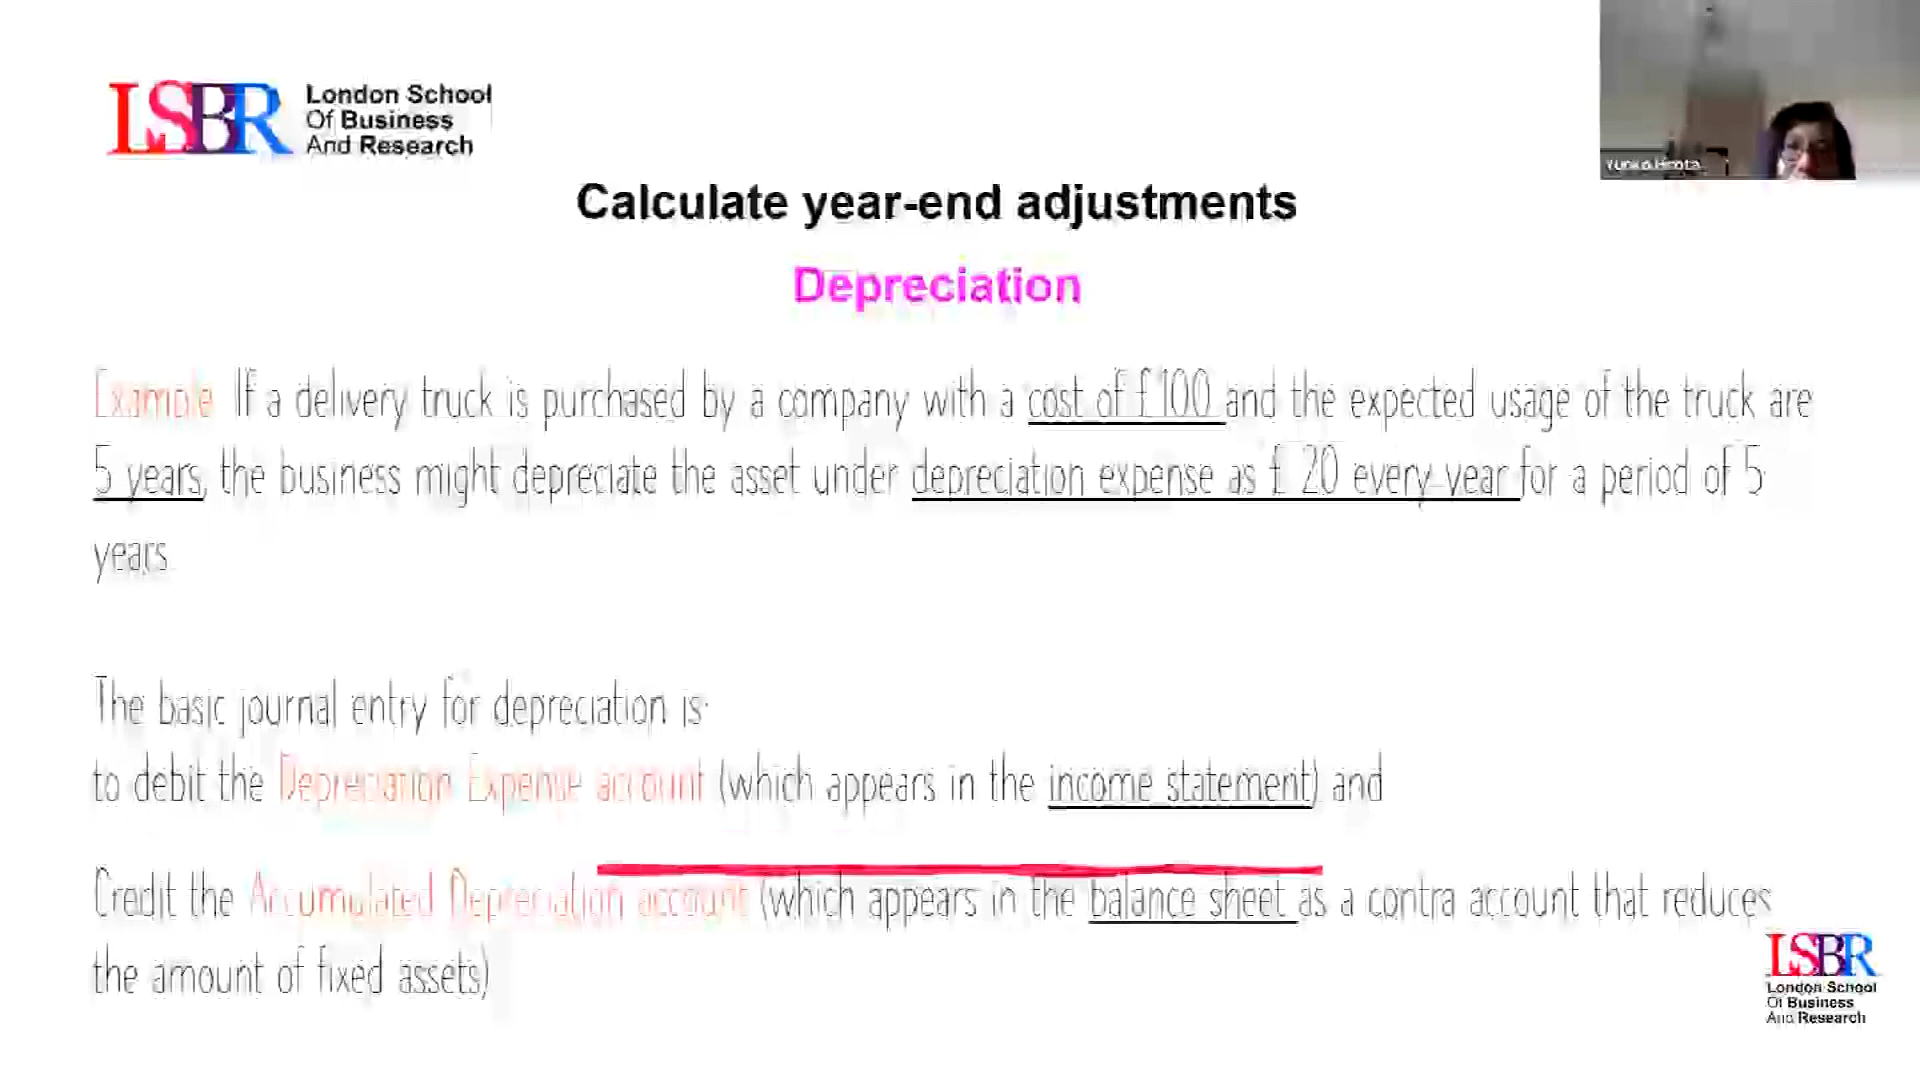 LSBR
London School
Of Business
And Research
Calculate year-end adjustments
Depreciation
Example If a delivery truck is purchased by a company with a cost of £100 and the expected usage of the truck are
5 years, the business might depreciate the asset under depreciation expense as £ 20 every year for a period of 5
years
The basic journal entry for depreciation is:
to debit the Depreciation Expense account (which appears in the income statement) and
Credit the Accumulated Depreciation account (which appears in the balance sheet as a contra account that reduces
the amount of fixed assets)
LSBR
London School
Of Business
And Research